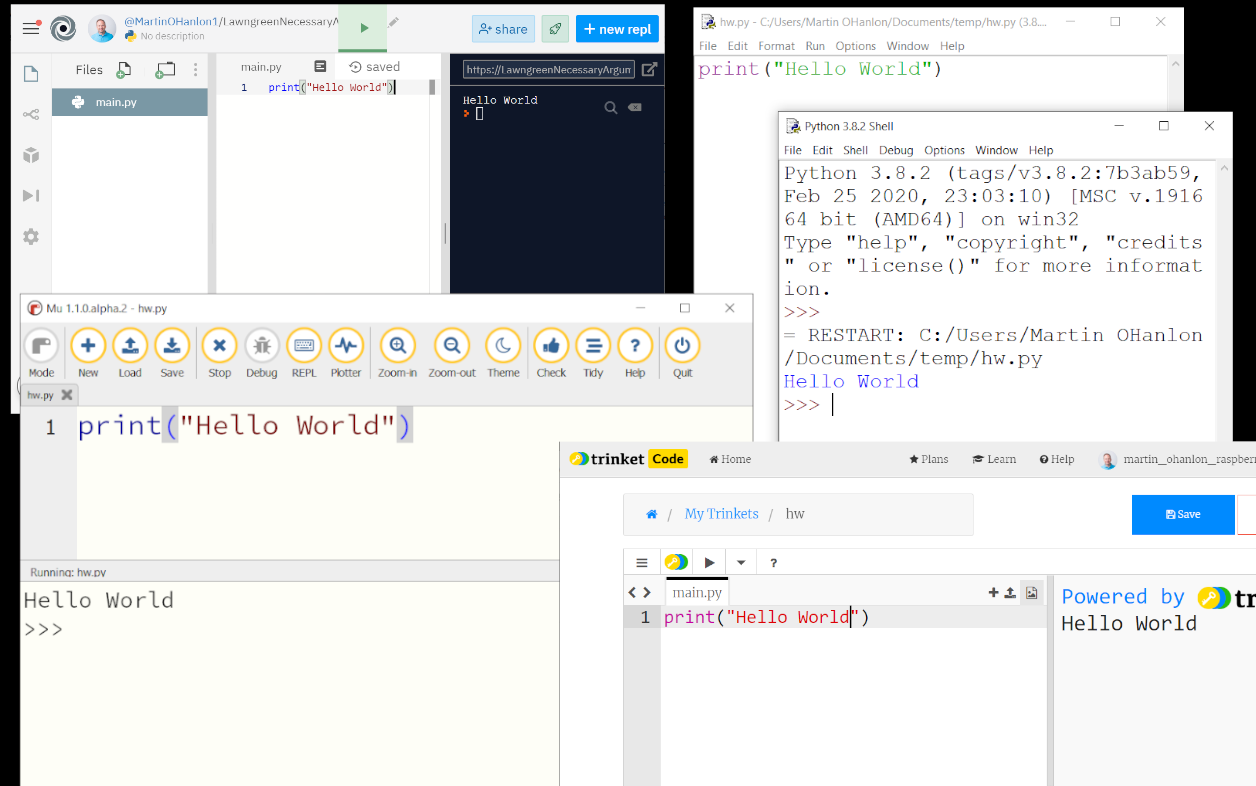 @MartinOHanlon1/LawngreenNecessaryA
No description
share
+ new repl
Files
main.py
main.py
saved
1 print("Hello World")
https://LawngreenNecessaryArgum
Hello World
hw.py - C:/Users/Martin OHanlon/Documents/temp/hw.py (3.8....
File Edit Format Run Options Window Help
print("Hello World")
Python 3.8.2 Shell
File Edit Shell Debug Options Window Help
Python 3.8.2 (tags/v3.8.2:7b3ab59,
Feb 25 2020, 23:03:10) [MSC v.1916
64 bit (AMD64)] on win32
Type "help", "copyright", "credits
" or "license()" for more informat
ion.
>>>
= RESTART: C:/Users/Martin OHanlon
/Documents/temp/hw.py
Hello World
>>>
Mu 1.1.0.alpha.2 - hw.py
Mode New Load Save Stop Debug REPL Plotter Zoom-in Zoom-out Theme Check Tidy Help Quit
hw.py
1 print("Hello World")
Running: hw.py
Hello World
>>>
trinket Code Home Plans Learn Help martin_ohanlon_raspberr
/ My Trinkets / hw
Save
?
main.py
1 print("Hello World")
Powered by tri
Hello World